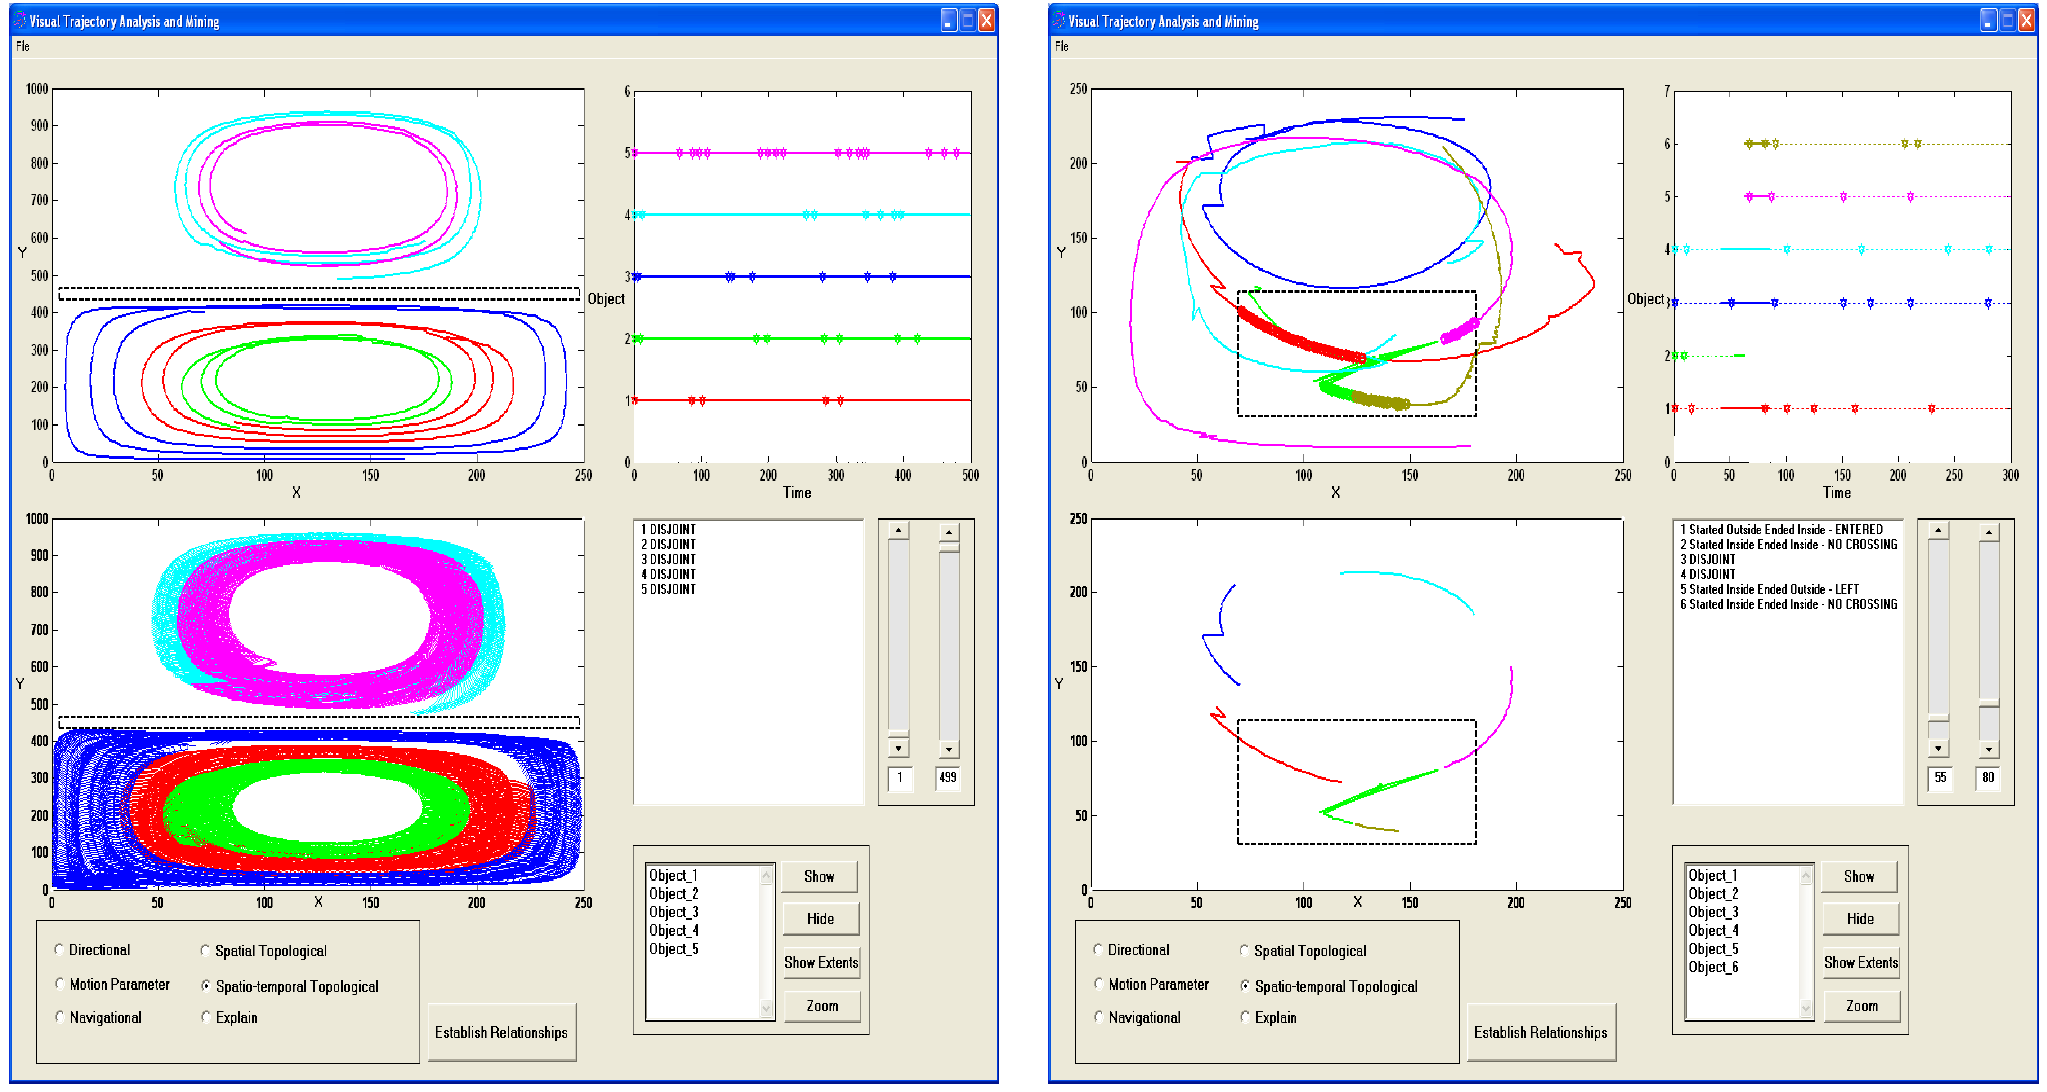 Visual Trajectory Analysis and Mining
File
1000
900
800
700
600
500
400
300
200
100
0
Y
0 50 100 150 200 250
X
6
5
4
3
2
1
0
Object
0 100 200 300 400 500
Time
1000
900
800
700
600
500
400
300
200
100
0
Y
0 50 100 150 200 250
X
1 DISJOINT
2 DISJOINT
3 DISJOINT
4 DISJOINT
5 DISJOINT
1 499
Object_1
Object_2
Object_3
Object_4
Object_5
Show
Hide
Show Extents
Zoom
Directional
Spatial Topological
Motion Parameter
Spatio-temporal Topological
Navigational
Explain
Establish Relationships
Visual Trajectory Analysis and Mining
File
250
200
150
100
50
0
Y
0 50 100 150 200 250
X
7
6
5
4
3
2
1
0
Object
0 50 100 150 200 250 300
Time
250
200
150
100
50
0
Y
0 50 100 150 200 250
X
1 Started Outside Ended Inside - ENTERED
2 Started Inside Ended Inside - NO CROSSING
3 DISJOINT
4 DISJOINT
5 Started Inside Ended Outside - LEFT
6 Started Inside Ended Inside - NO CROSSING
55 80
Object_1
Object_2
Object_3
Object_4
Object_5
Object_6
Show
Hide
Show Extents
Zoom
Directional
Spatial Topological
Motion Parameter
Spatio-temporal Topological
Navigational
Explain
Establish Relationships